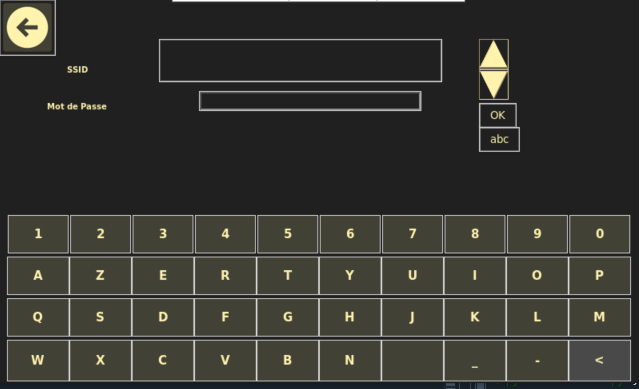 SSID
Mot de Passe
OK
abc
1 2 3 4 5 6 7 8 9 0
A Z E R T Y U I O P
Q S D F G H J K L M
W X C V B N _ - <